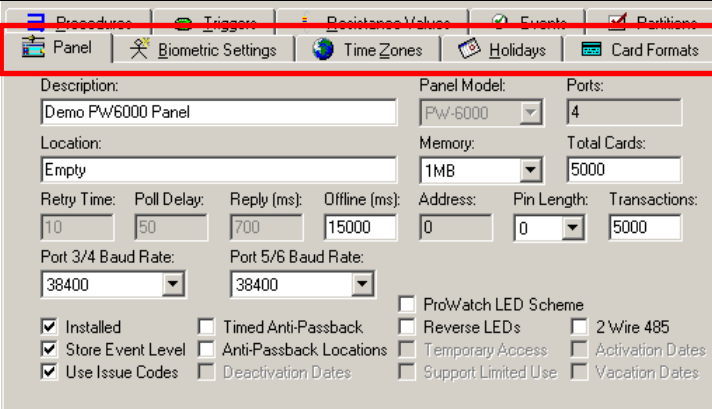 Procedures Triggers Resistance Values Events Partitions
Panel Biometric Settings Time Zones Holidays Card Formats
Description: Panel Model: Ports:
Demo PW6000 Panel PW-6000 4
Location: Memory: Total Cards:
Empty 1MB 5000
Retry Time: Poll Delay: Reply (ms): Offline (ms): Address: Pin Length: Transactions:
10 50 700 15000 0 0 5000
Port 3/4 Baud Rate: Port 5/6 Baud Rate:
38400 38400
ProWatch LED Scheme
Installed Timed Anti-Passback Reverse LEDs 2 Wire 485
Store Event Level Anti-Passback Locations Temporary Access Activation Dates
Use Issue Codes Deactivation Dates Support Limited Use Vacation Dates